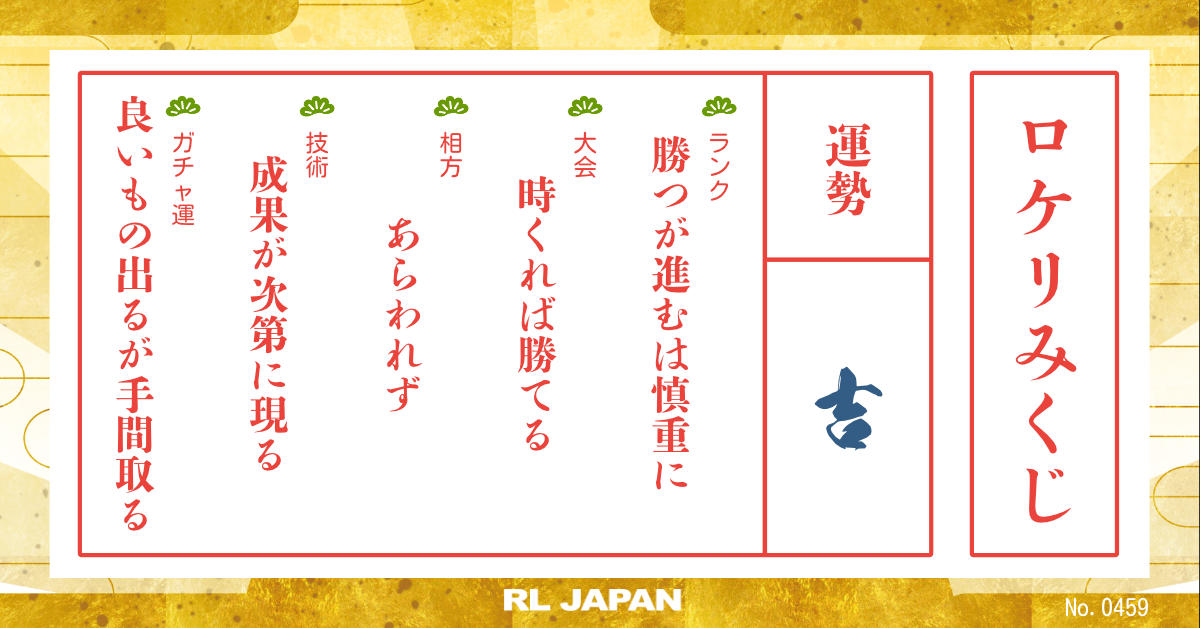 ロケリみくじ
運勢
吉
ランク
勝つが進むは慎重に
大会
時くれば勝てる
相方
あらわれず
技術
成果が次第に現る
ガチャ運
良いもの出るが手間取る
RL JAPAN
No. 0459